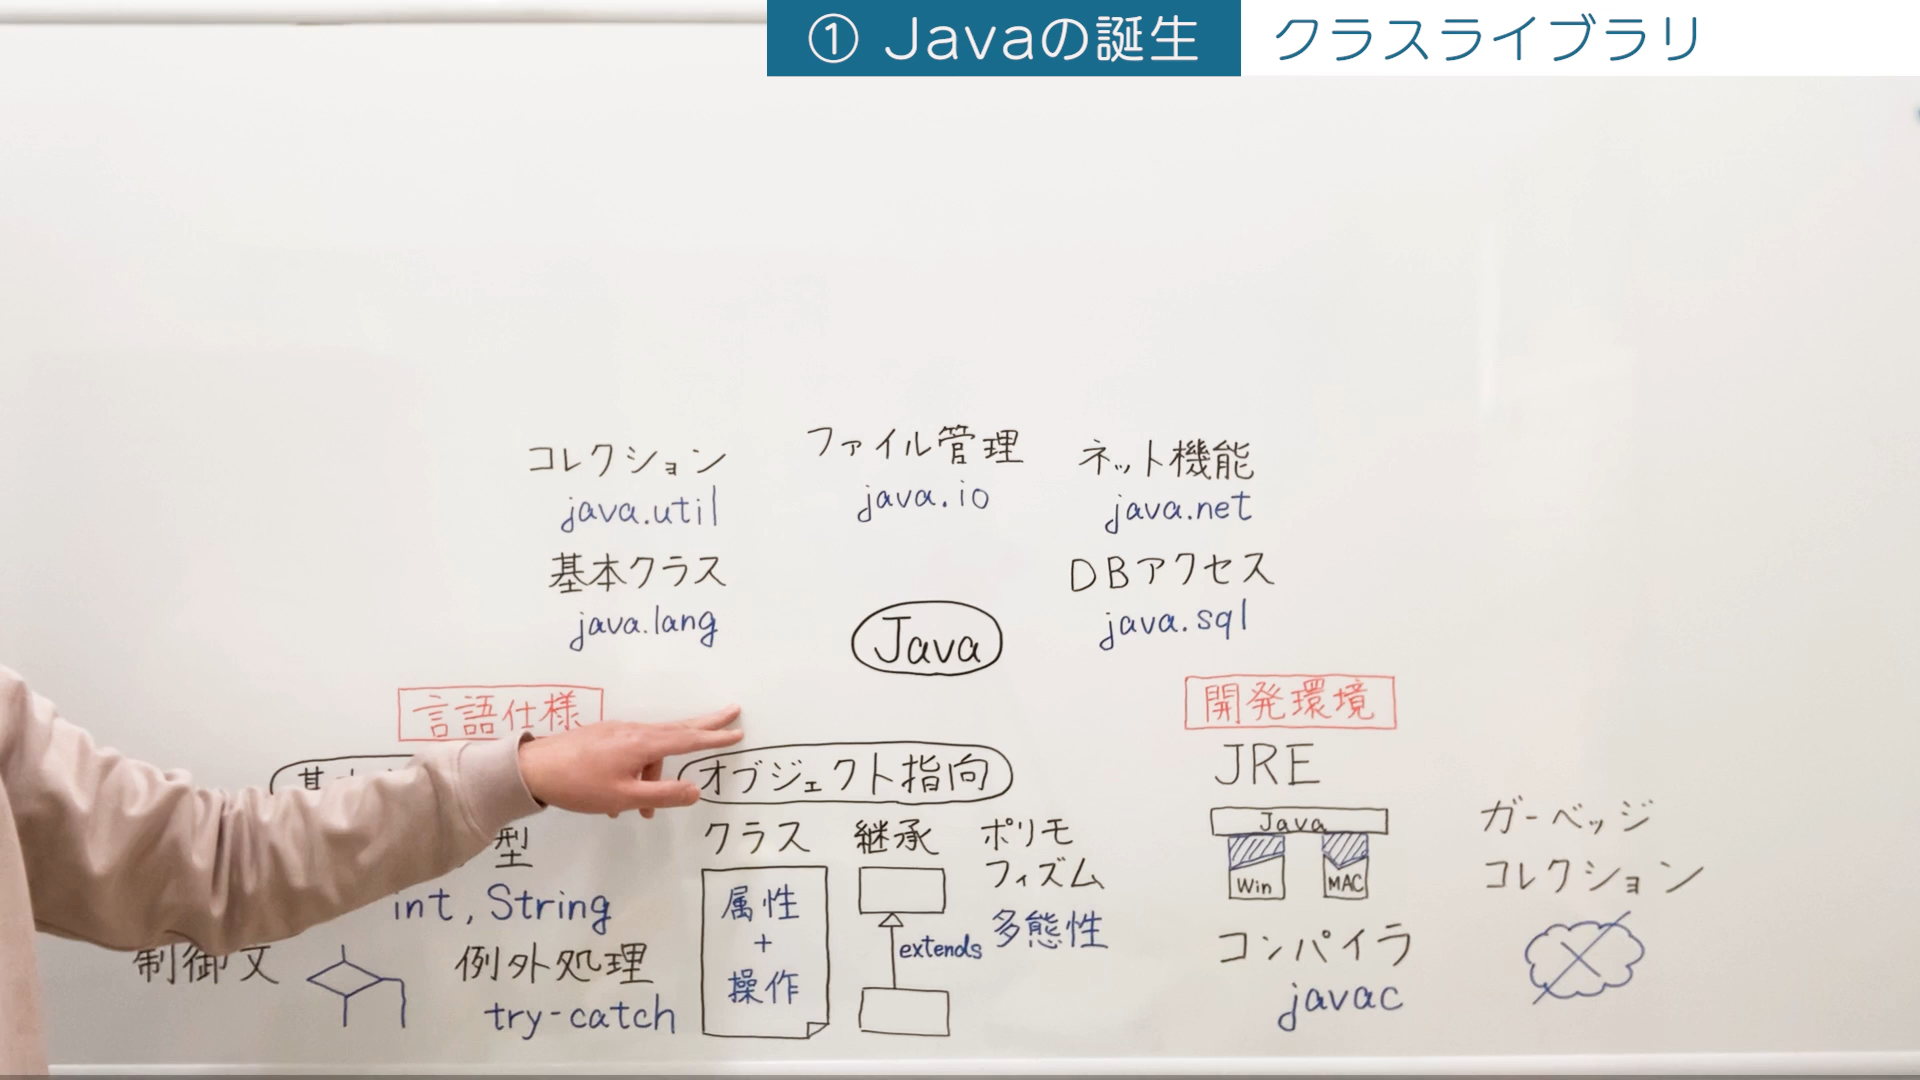 ① Javaの誕生 クラスライブラリ
コレクション
java.util
ファイル管理
java.io
ネット機能
java.net
基本クラス
java.lang
DBアクセス
java.sql
Java
言語仕様
開発環境
オブジェクト指向
JRE
型
int, String
クラス
継承
ポリモ
フィズム
多態性
属性
+
操作
extends
Java
Win
MAC
ガーベッジ
コレクション
制御文
例外処理
try-catch
コンパイラ
javac